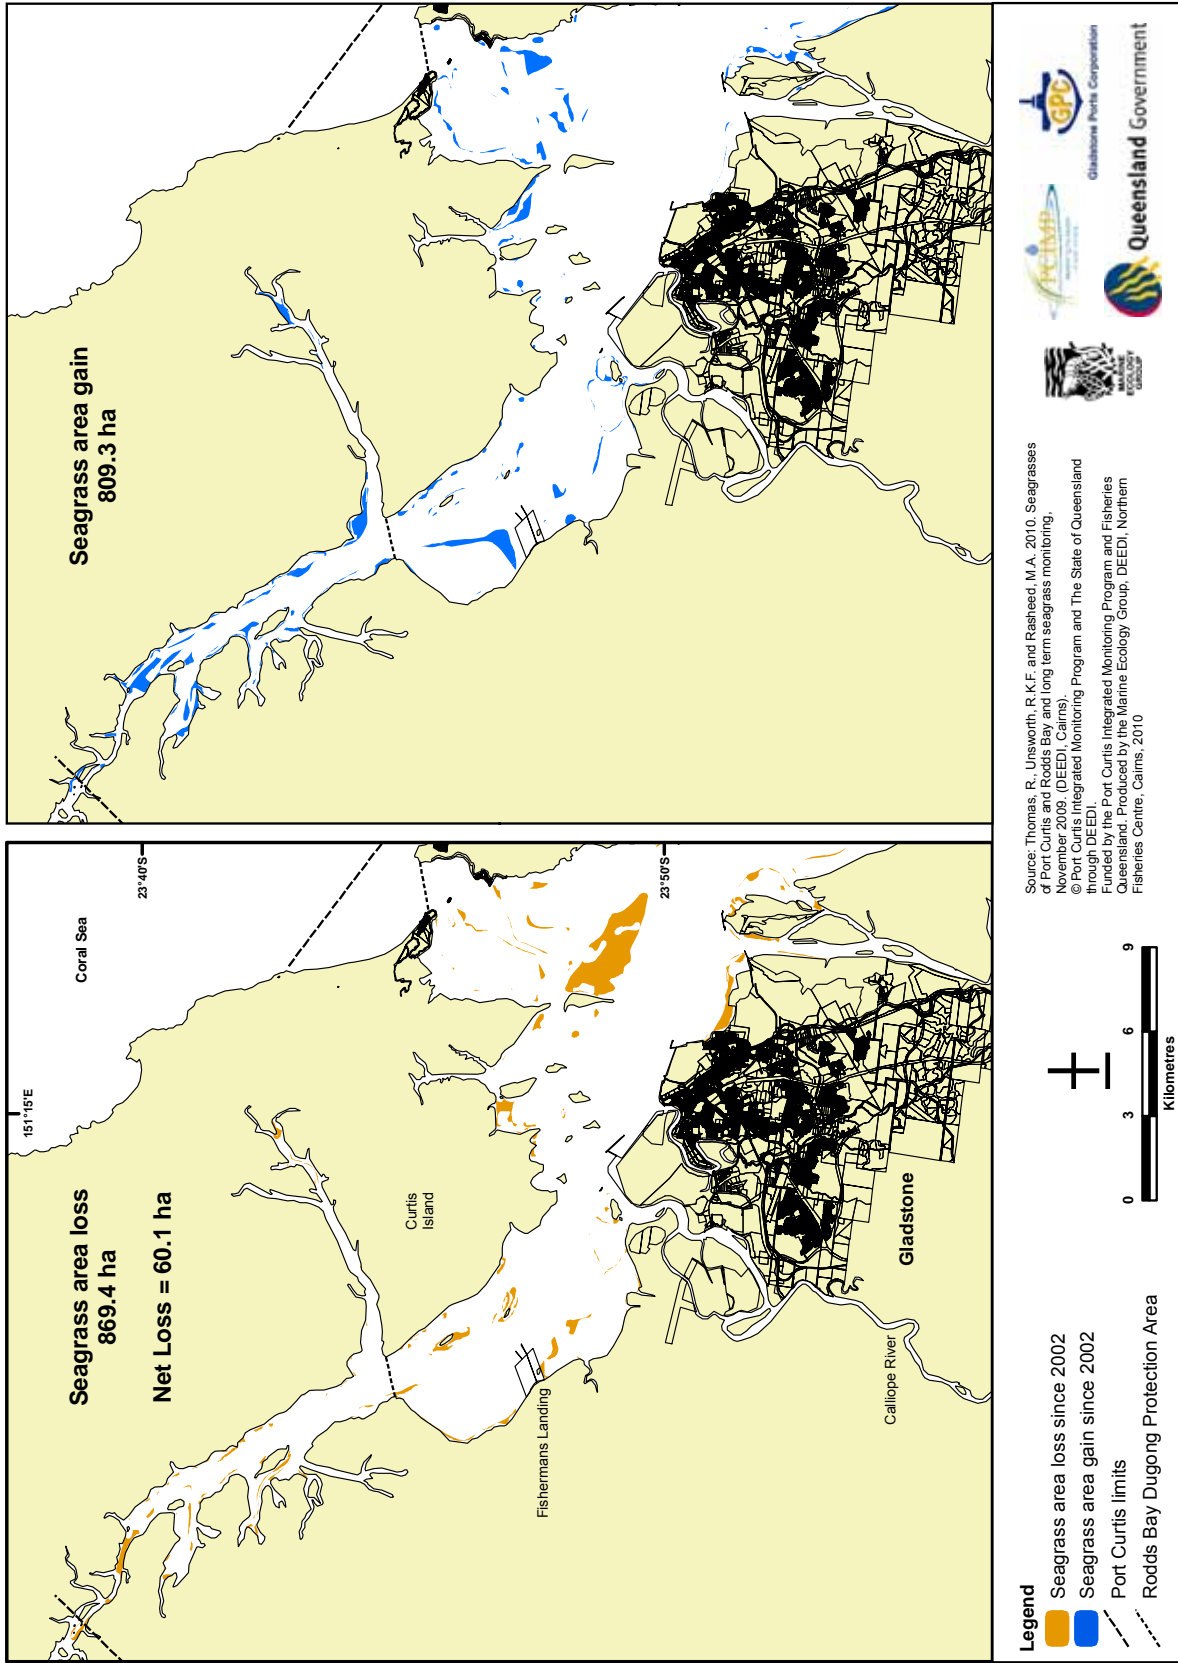 Seagrass area loss
869.4 ha
Net Loss = 60.1 ha
151°15'E
Coral Sea
23°40'S
23°50'S
Curtis
Island
Fishermans Landing
Calliope River
Gladstone
Seagrass area gain
809.3 ha
Legend
Seagrass area loss since 2002
Seagrass area gain since 2002
Port Curtis limits
Rodds Bay Dugong Protection Area
0 3 6 9
Kilometres
Source: Thomas, R., Unsworth, R.K.F. and Rasheed, M.A. 2010. Seagrasses
of Port Curtis and Rodds Bay and long term seagrass monitoring,
November 2009. (DEEDI, Cairns).
© Port Curtis Integrated Monitoring Program and The State of Queensland
through DEEDI.
Funded by the Port Curtis Integrated Monitoring Program and Fisheries
Queensland. Produced by the Marine Ecology Group, DEEDI, Northern
Fisheries Centre, Cairns, 2010
MARINE
ECOLOGY
GROUP
PCIMP
GPC
Gladstone Ports Corporation
Queensland Government